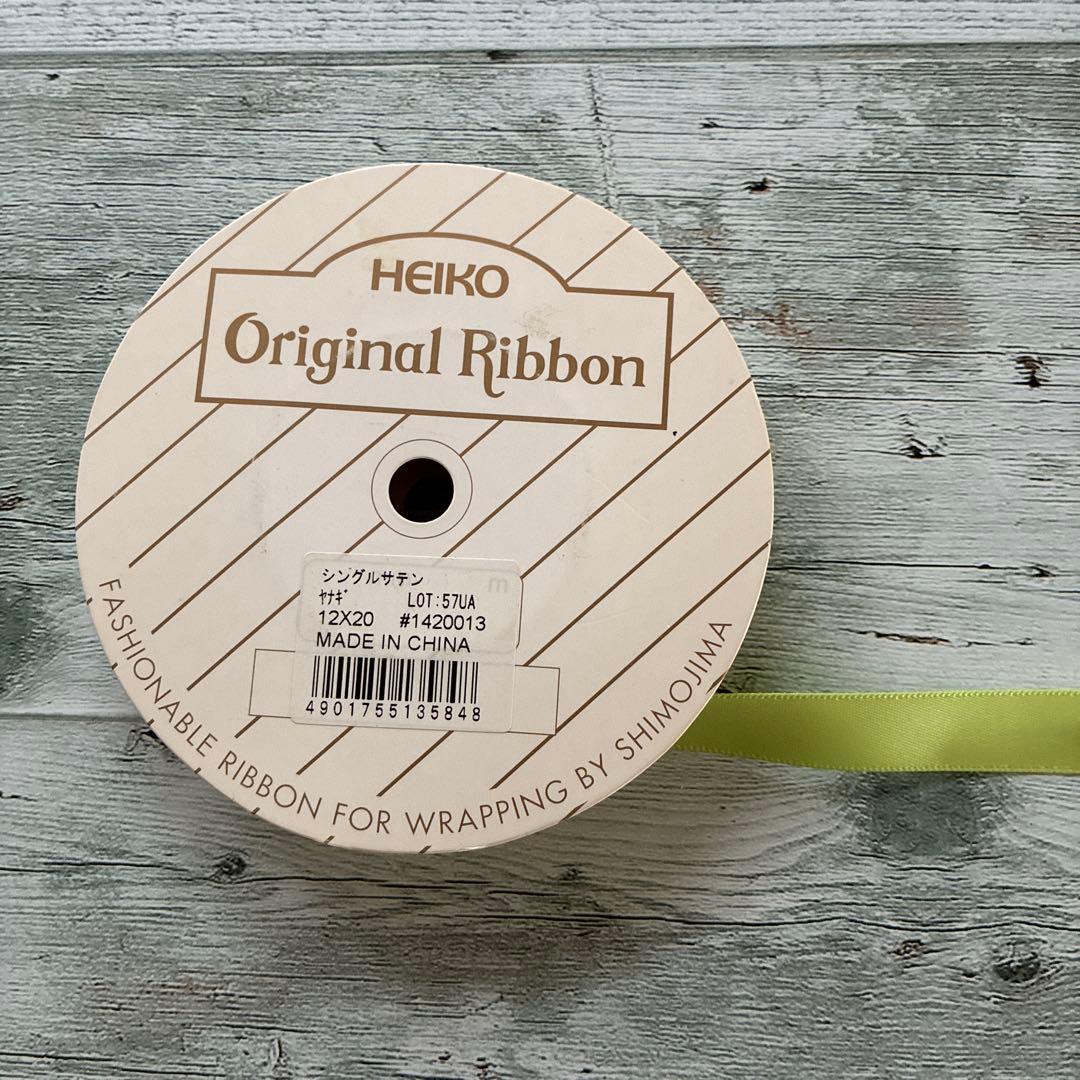 HEIKO
Original Ribbon
m
シングルサテン
ﾔﾅｷﾞ LOT:57UA
12X20 #1420013
MADE IN CHINA
4901755135848
FASHIONABLE RIBBON FOR WRAPPING BY SHIMOJIMA